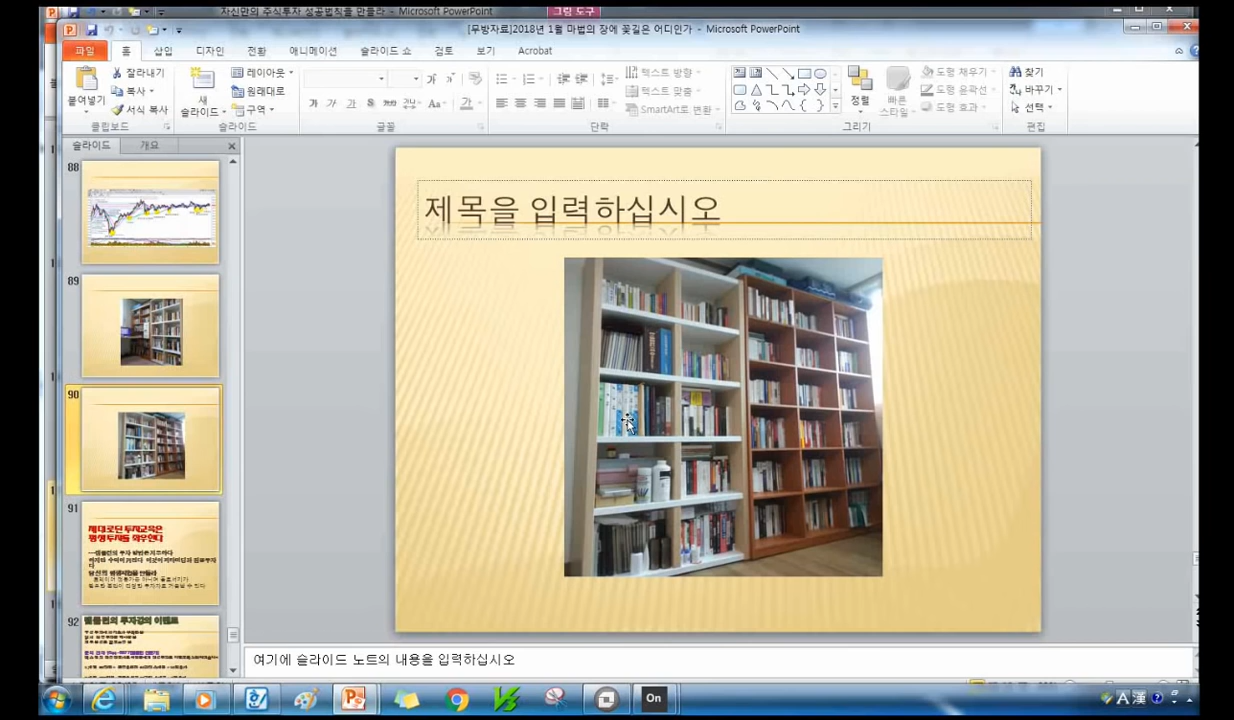 자신만의 주식투자 성공법칙을 만들라 - Microsoft PowerPoint
그림 도구
[무방자료]2018년 1월 마법의 장에 꽃길은 어디인가 - Microsoft PowerPoint
파일 홈 삽입 디자인 전환 애니메이션 슬라이드 쇼 검토 보기 Acrobat
잘라내기
복사
서식 복사
붙여넣기
클립보드
새
슬라이드
레이아웃
원래대로
구역
슬라이드
가 가 가
글꼴
텍스트 방향
텍스트 맞춤
SmartArt로 변환
단락
정렬
빠른
스타일
도형 채우기
도형 윤곽선
도형 효과
그리기
찾기
바꾸기
선택
편집
슬라이드 개요
88
89
90
91
제대로된 투자교육은
평생투자를 좌우한다
92
제목을 입력하십시오
여기에 슬라이드 노트의 내용을 입력하십시오
On
A 漢